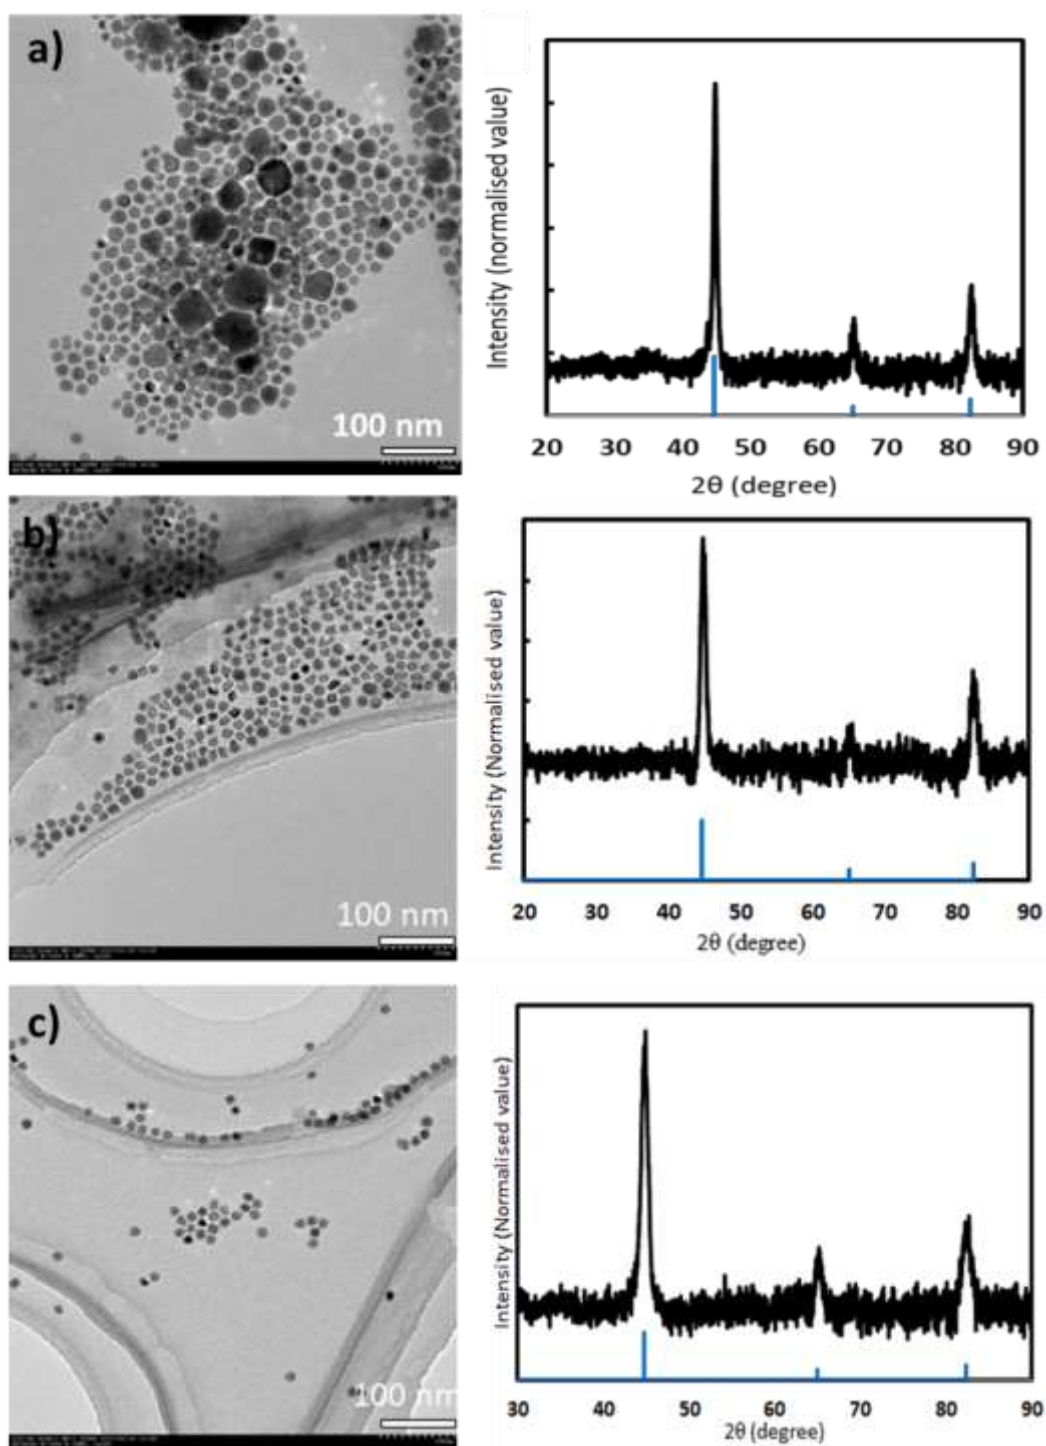 a)
100 nm
Intensity (normalised value)
20 30 40 50 60 70 80 90
2θ (degree)
b)
100 nm
Intensity (Normalised value)
20 30 40 50 60 70 80 90
2θ (degree)
c)
100 nm
Intensity (Normalised value)
30 40 50 60 70 80 90
2θ (degree)